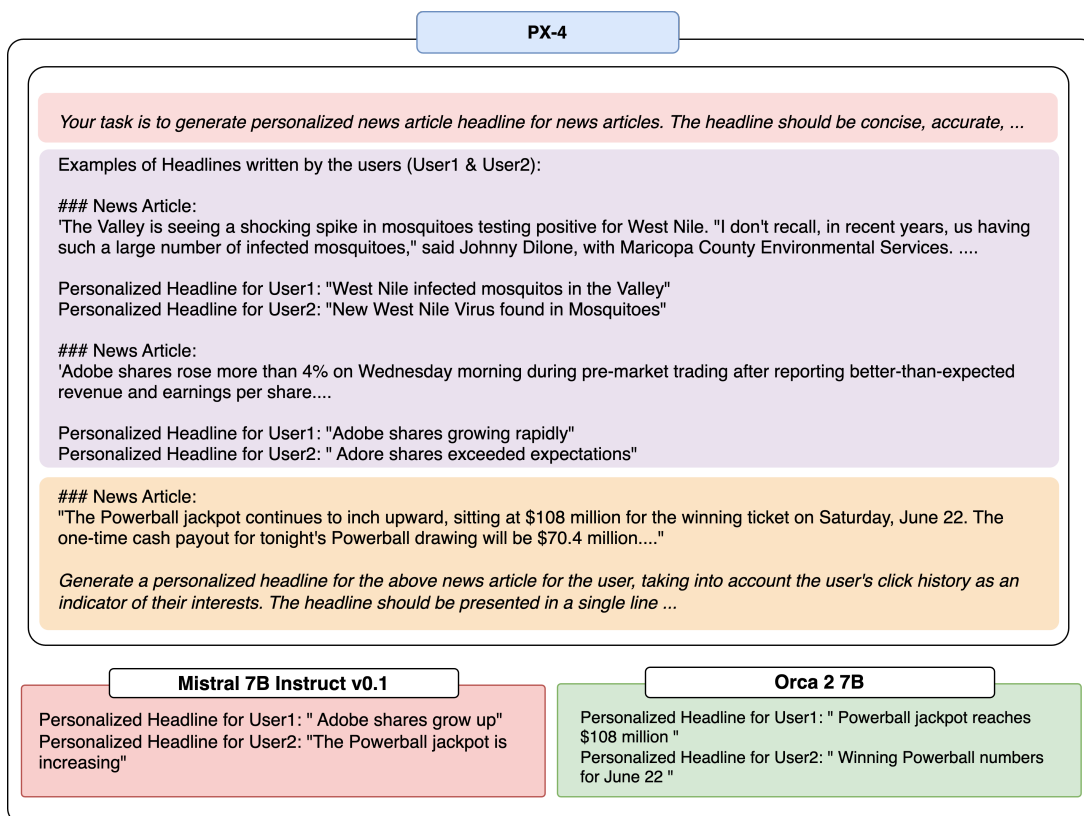 PX-4
Your task is to generate personalized news article headline for news articles. The headline should be concise, accurate, ...
Examples of Headlines written by the users (User1 & User2):
### News Article:
'The Valley is seeing a shocking spike in mosquitoes testing positive for West Nile. "I don't recall, in recent years, us having
such a large number of infected mosquitoes," said Johnny Dilone, with Maricopa County Environmental Services. ....
Personalized Headline for User1: "West Nile infected mosquitos in the Valley"
Personalized Headline for User2: "New West Nile Virus found in Mosquitoes"
### News Article:
'Adobe shares rose more than 4% on Wednesday morning during pre-market trading after reporting better-than-expected
revenue and earnings per share....
Personalized Headline for User1: "Adobe shares growing rapidly"
Personalized Headline for User2: " Adore shares exceeded expectations"
### News Article:
"The Powerball jackpot continues to inch upward, sitting at $108 million for the winning ticket on Saturday, June 22. The
one-time cash payout for tonight's Powerball drawing will be $70.4 million...."
Generate a personalized headline for the above news article for the user, taking into account the user's click history as an
indicator of their interests. The headline should be presented in a single line ...
Mistral 7B Instruct v0.1
Personalized Headline for User1: " Adobe shares grow up"
Personalized Headline for User2: "The Powerball jackpot is
increasing"
Orca 2 7B
Personalized Headline for User1: " Powerball jackpot reaches
$108 million "
Personalized Headline for User2: " Winning Powerball numbers
for June 22 "